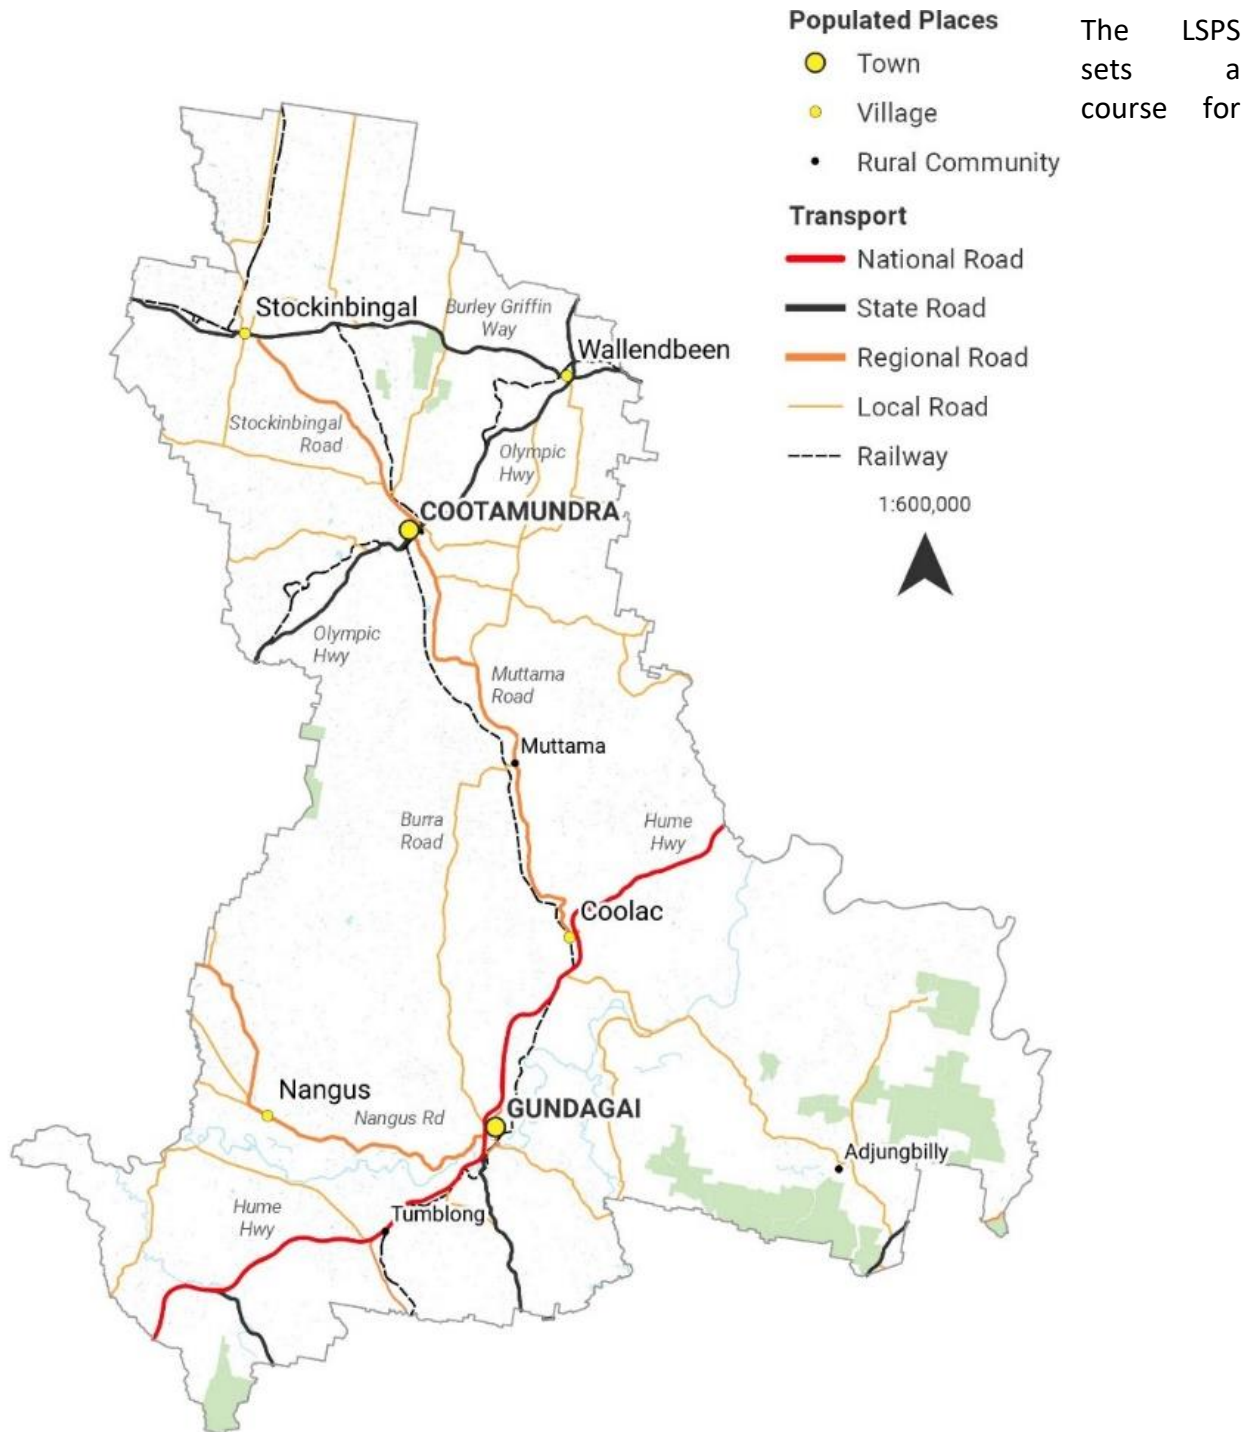 Populated Places
Town
Village
Rural Community
Transport
National Road
State Road
Regional Road
Local Road
Railway
1:600,000
The LSPS
sets a
course for
Stockinbingal
Burley Griffin
Way
Wallendbeen
Stockinbingal
Road
Olympic
Hwy
COOTAMUNDRA
Olympic
Hwy
Muttama
Road
Muttama
Burra
Road
Hume
Hwy
Coolac
Nangus
Nangus Rd
GUNDAGAI
Adjungbilly
Hume
Hwy
Tumblong